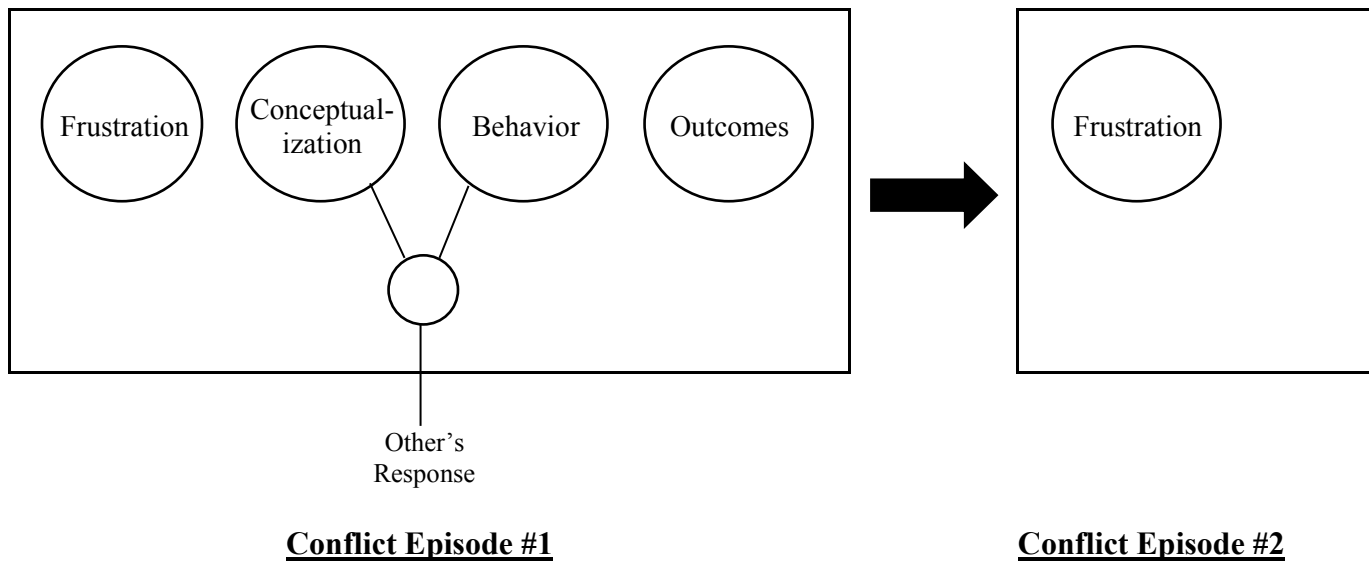 Frustration
Conceptual-
ization
Behavior
Outcomes
Frustration
Other’s
Response
Conflict Episode #1
Conflict Episode #2